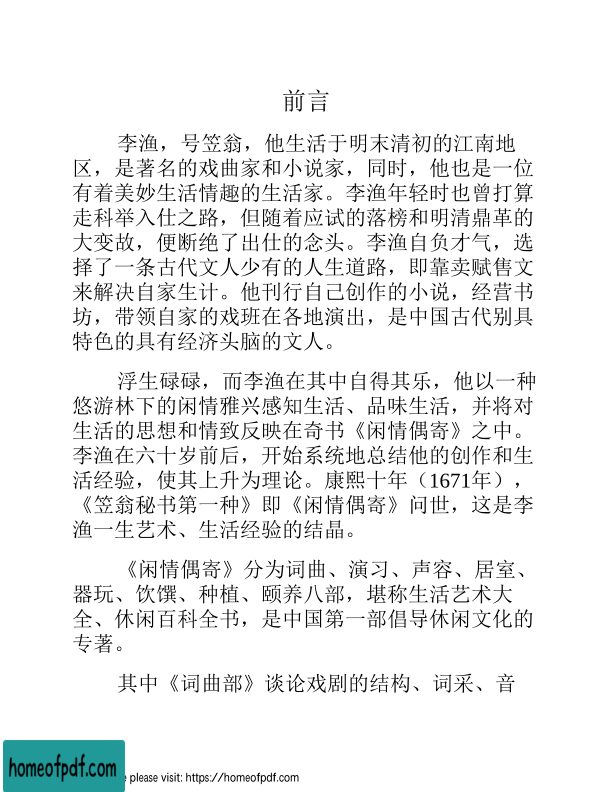 前言
李渔，号笠翁，他生活于明末清初的江南地
区，是著名的戏曲家和小说家，同时，他也是一位
有着美妙生活情趣的生活家。李渔年轻时也曾打算
走科举入仕之路，但随着应试的落榜和明清鼎革的
大变故，便断绝了出仕的念头。李渔自负才气，选
择了一条古代文人少有的人生道路，即靠卖赋售文
来解决自家生计。他刊行自己创作的小说，经营书
坊，带领自家的戏班在各地演出，是中国古代别具
特色的具有经济头脑的文人。
浮生碌碌，而李渔在其中自得其乐，他以一种
悠游林下的闲情雅兴感知生活、品味生活，并将对
生活的思想和情致反映在奇书《闲情偶寄》之中。
李渔在六十岁前后，开始系统地总结他的创作和生
活经验，使其上升为理论。康熙十年（1671年），
《笠翁秘书第一种》即《闲情偶寄》问世，这是李
渔一生艺术、生活经验的结晶。
《闲情偶寄》分为词曲、演习、声容、居室、
器玩、饮馔、种植、颐养八部，堪称生活艺术大
全、休闲百科全书，是中国第一部倡导休闲文化的
专著。
其中《词曲部》谈论戏剧的结构、词采、音
homeofpdf.com
please visit: https://homeofpdf.com